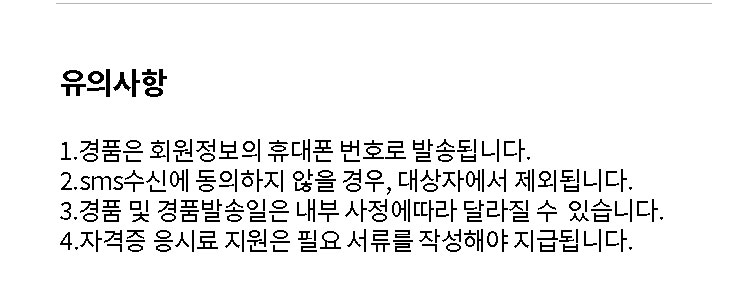 유의사항
1.경품은 회원정보의 휴대폰 번호로 발송됩니다.
2.sms수신에 동의하지 않을 경우, 대상자에서 제외됩니다.
3.경품 및 경품발송일은 내부 사정에따라 달라질 수  있습니다.
4.자격증 응시료 지원은 필요 서류를 작성해야 지급됩니다.